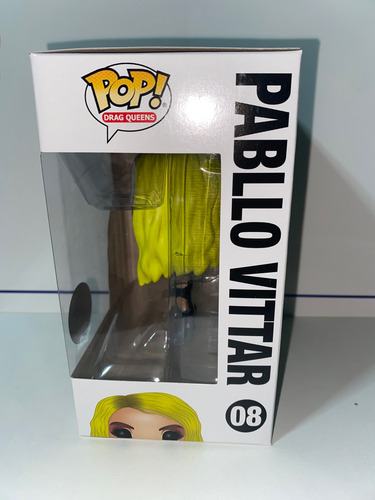 POP!
DRAG QUEENS
PABLLO VITTAR
08